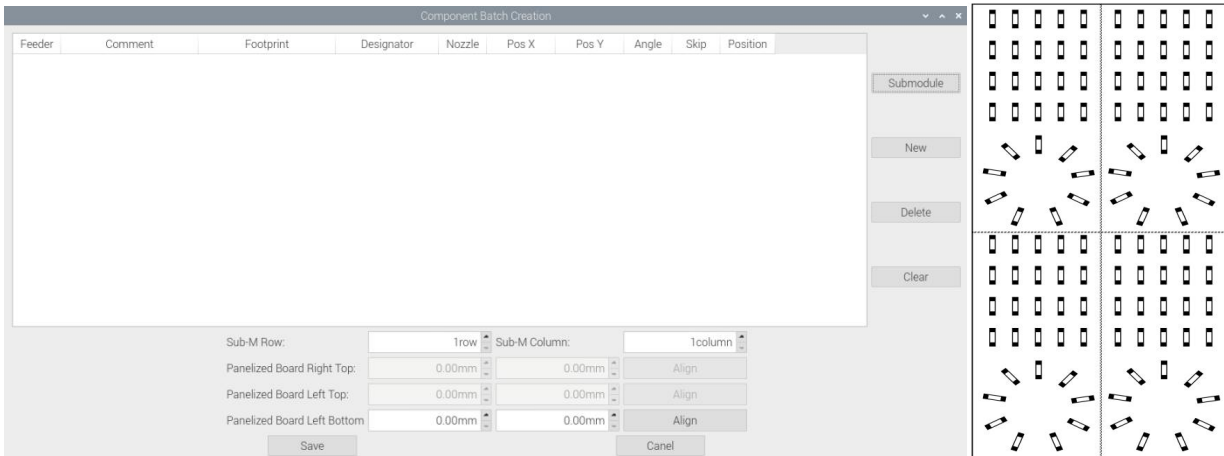 Component Batch Creation
Feeder Comment Footprint Designator Nozzle Pos X Pos Y Angle Skip Position
Submodule
New
Delete
Clear
Sub-M Row: 1row Sub-M Column: 1column
Panelized Board Right Top: 0.00mm 0.00mm Align
Panelized Board Left Top: 0.00mm 0.00mm Align
Panelized Board Left Bottom 0.00mm 0.00mm Align
Save Canel